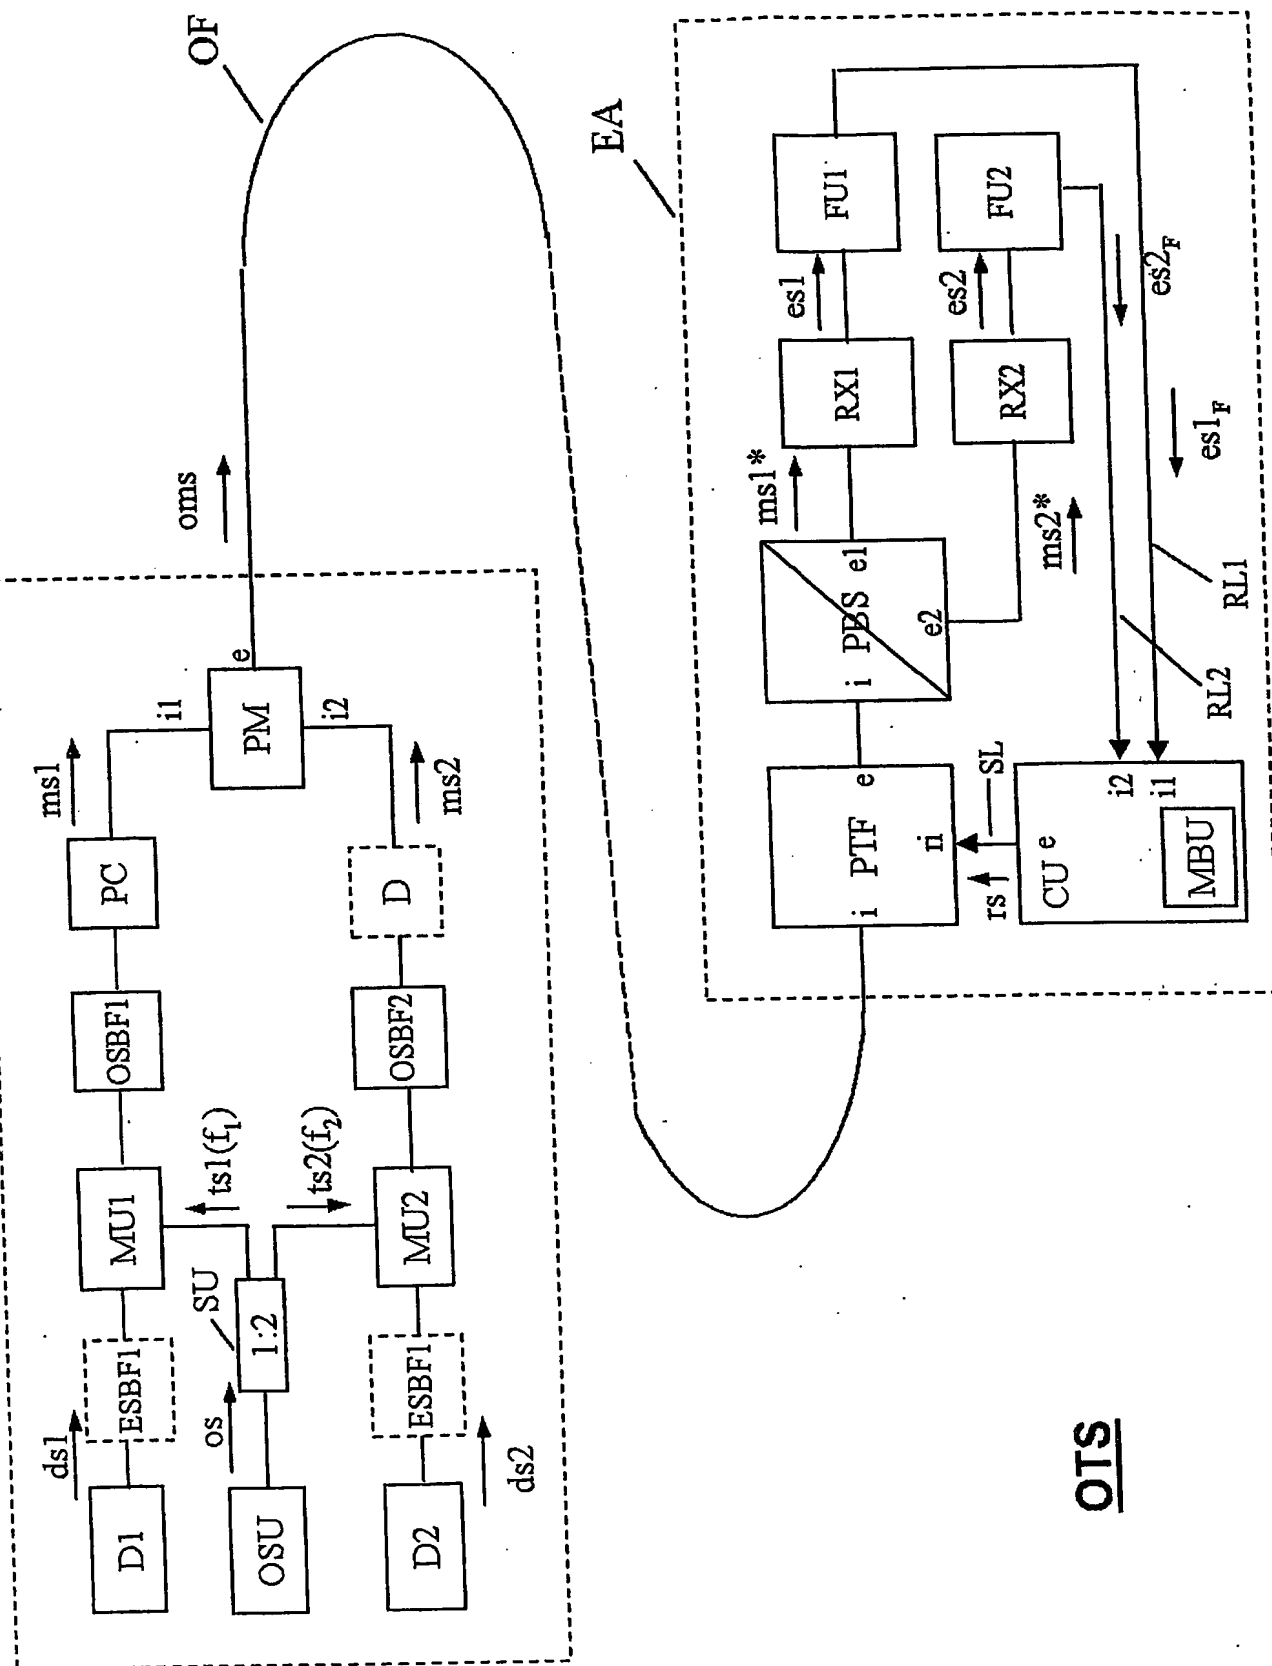 D1
ds1
ESBF1
MU1
OSBF1
PC
ms1
i1
OSU
os
SU
1:2
ts1(f₁)
ts2(f₂)
PM
e
oms
OF
i2
D2
ds2
ESBF1
MU2
OSBF2
D
ms2
EA
i
PTF
e
ri
i
PBS
e1
e2
ms1*
RX1
es1
FU1
ms2*
RX2
es2
FU2
rs
SL
CU
e
MBU
i2
i1
RL2
RL1
es1F
es2F
OTS